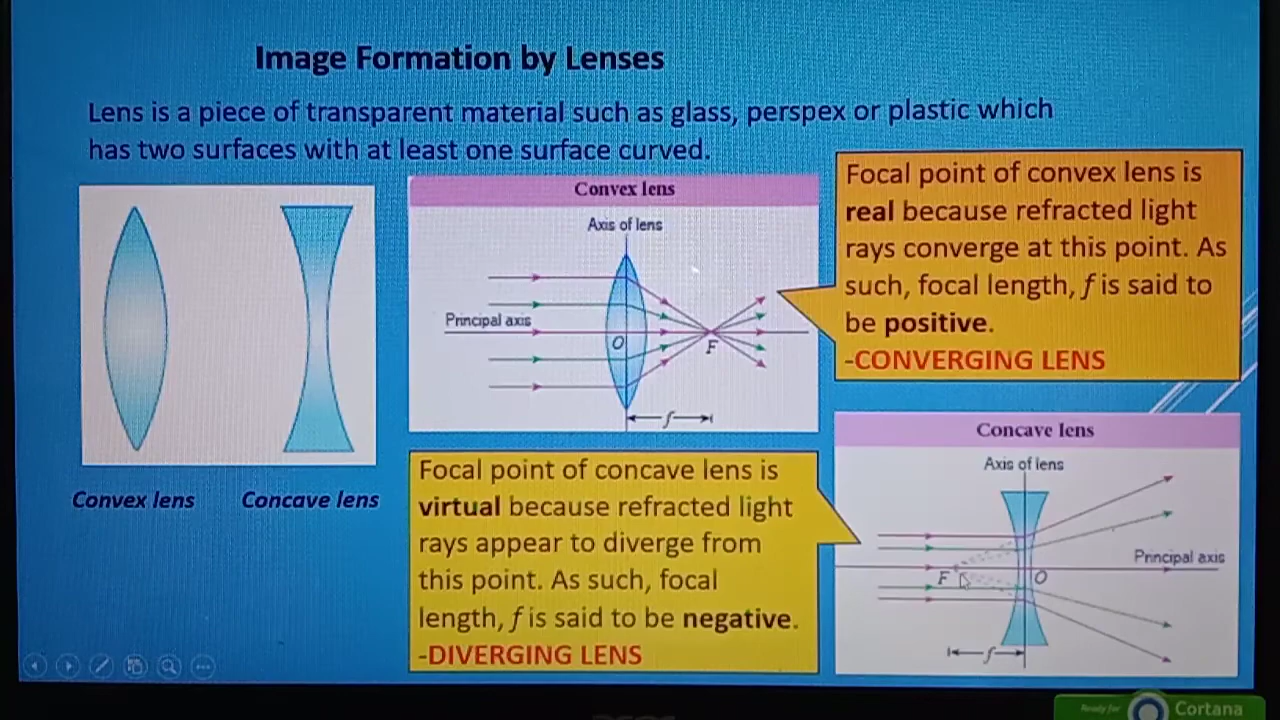 Image Formation by Lenses
Lens is a piece of transparent material such as glass, perspex or plastic which
has two surfaces with at least one surface curved.
Convex lens
Concave lens
Convex lens
Axis of lens
Principal axis
O
F
f
Focal point of convex lens is
real because refracted light
rays converge at this point. As
such, focal length, f is said to
be positive.
-CONVERGING LENS
Focal point of concave lens is
virtual because refracted light
rays appear to diverge from
this point. As such, focal
length, f is said to be negative.
-DIVERGING LENS
Concave lens
Axis of lens
Principal axis
F
O
f
Ready for
Cortana